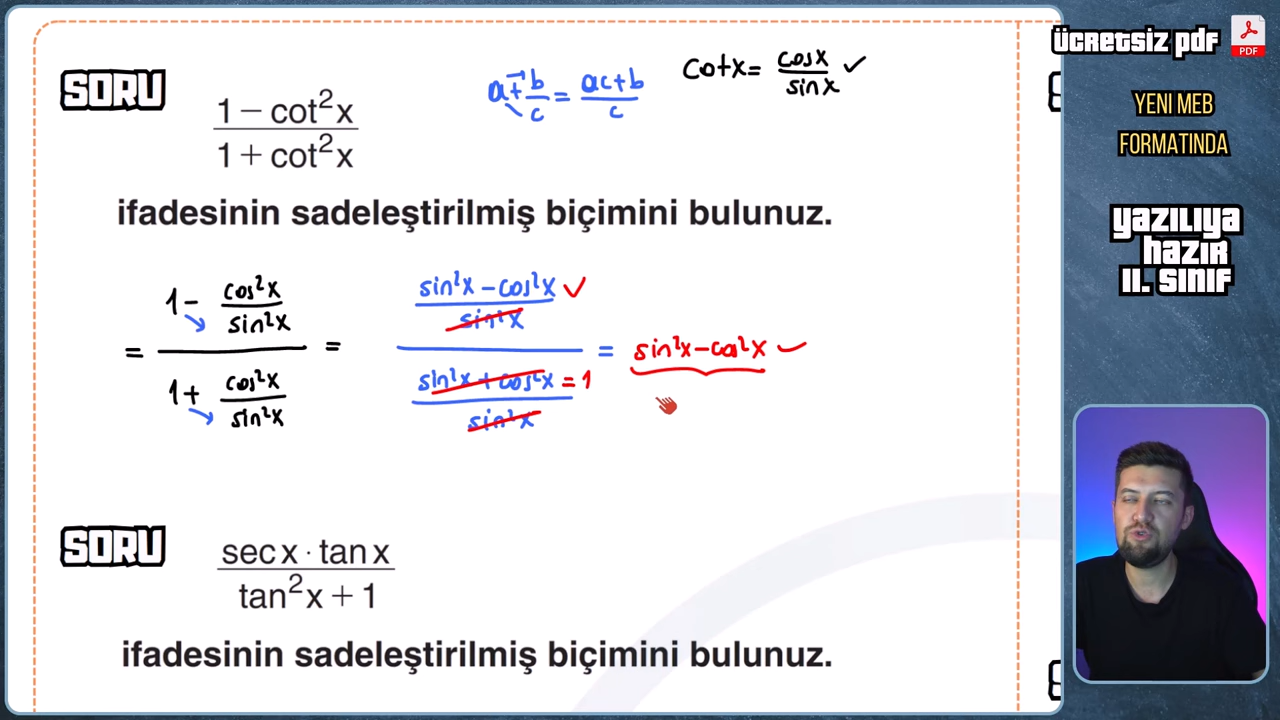 SORU
1 − cot²x
1 + cot²x
a + b/c = ac+b/c
cotx = cosx/sinx ✓
ifadesinin sadeleştirilmiş biçimini bulunuz.
= (1 − cos²x/sin²x)/(1 + cos²x/sin²x) = ((sin²x − cos²x)/sin²x)/((sin²x + cos²x)/sin²x) = sin²x − cos²x ✓
= 1
SORU
sec x · tan x
tan²x + 1
ifadesinin sadeleştirilmiş biçimini bulunuz.
ÜCRETSİZ PDF
PDF
YENI MEB
FORMATINDA
YAZILIYA
HAZIR
11. SINIF